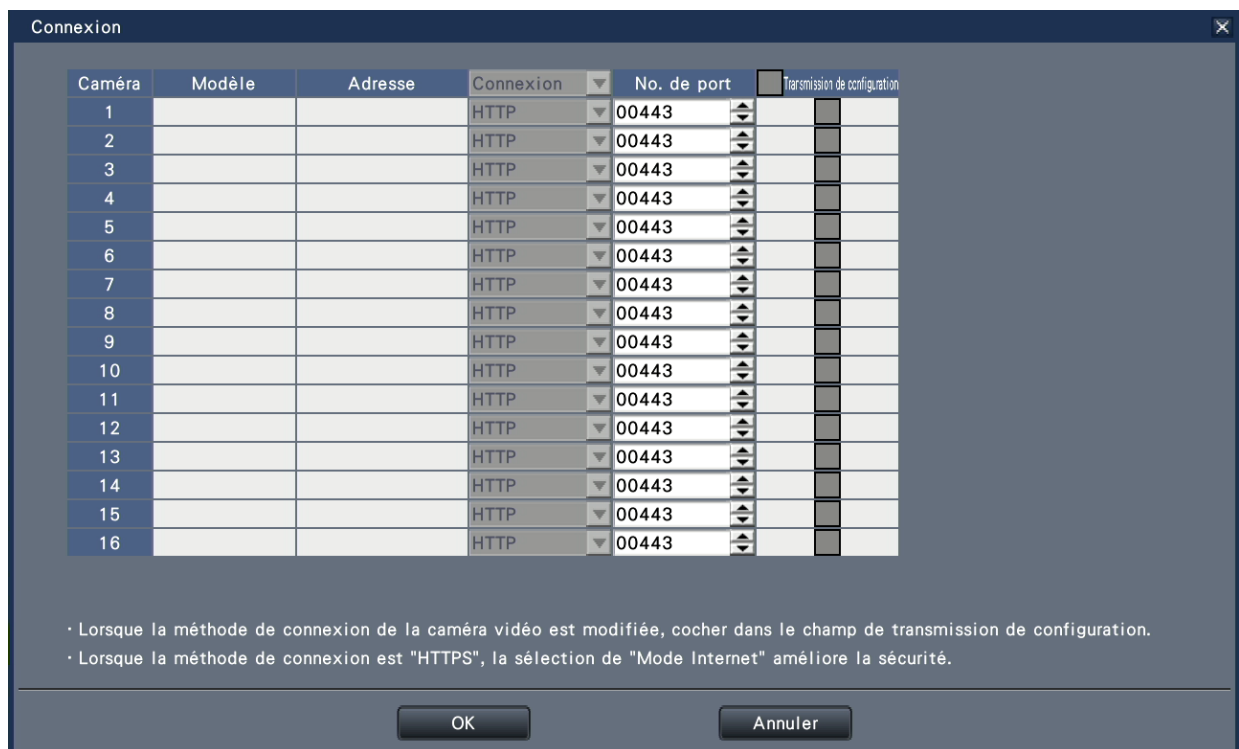 Connexion
Caméra Modèle Adresse Connexion No. de port Transmission de configuration
1 HTTP 00443
2 HTTP 00443
3 HTTP 00443
4 HTTP 00443
5 HTTP 00443
6 HTTP 00443
7 HTTP 00443
8 HTTP 00443
9 HTTP 00443
10 HTTP 00443
11 HTTP 00443
12 HTTP 00443
13 HTTP 00443
14 HTTP 00443
15 HTTP 00443
16 HTTP 00443
· Lorsque la méthode de connexion de la caméra vidéo est modifiée, cocher dans le champ de transmission de configuration.
· Lorsque la méthode de connexion est "HTTPS", la sélection de "Mode Internet" améliore la sécurité.
OK Annuler